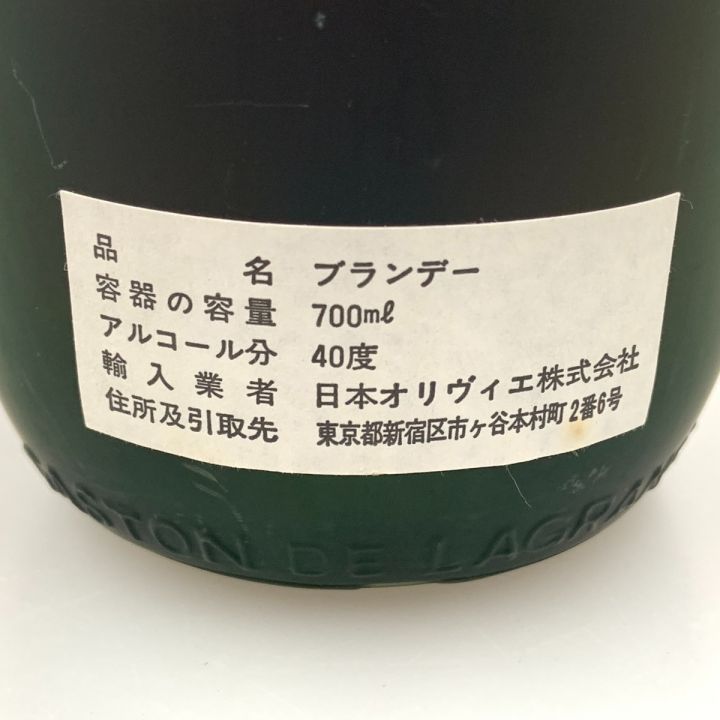 品名 ブランデー
容器の容量 700ml
アルコール分 40度
輸入業者 日本オリヴィエ株式会社
住所及引取先 東京都新宿区市ヶ谷本村町2番6号
ASTON DE LAGRAN